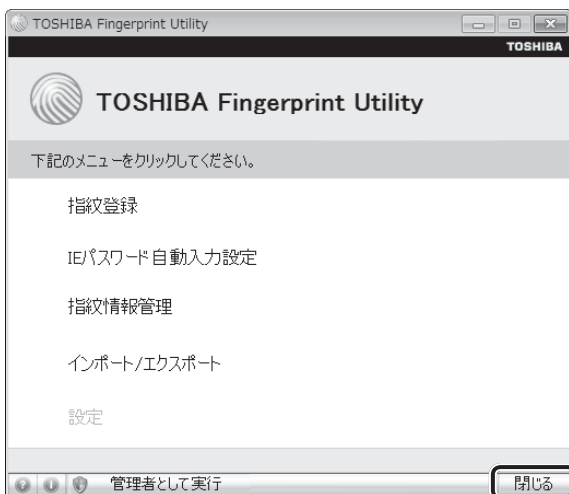 TOSHIBA Fingerprint Utility
TOSHIBA
TOSHIBA Fingerprint Utility
下記のメニューをクリックしてください。
指紋登録
IEパスワード自動入力設定
指紋情報管理
インポート/エクスポート
設定
管理者として実行
閉じる